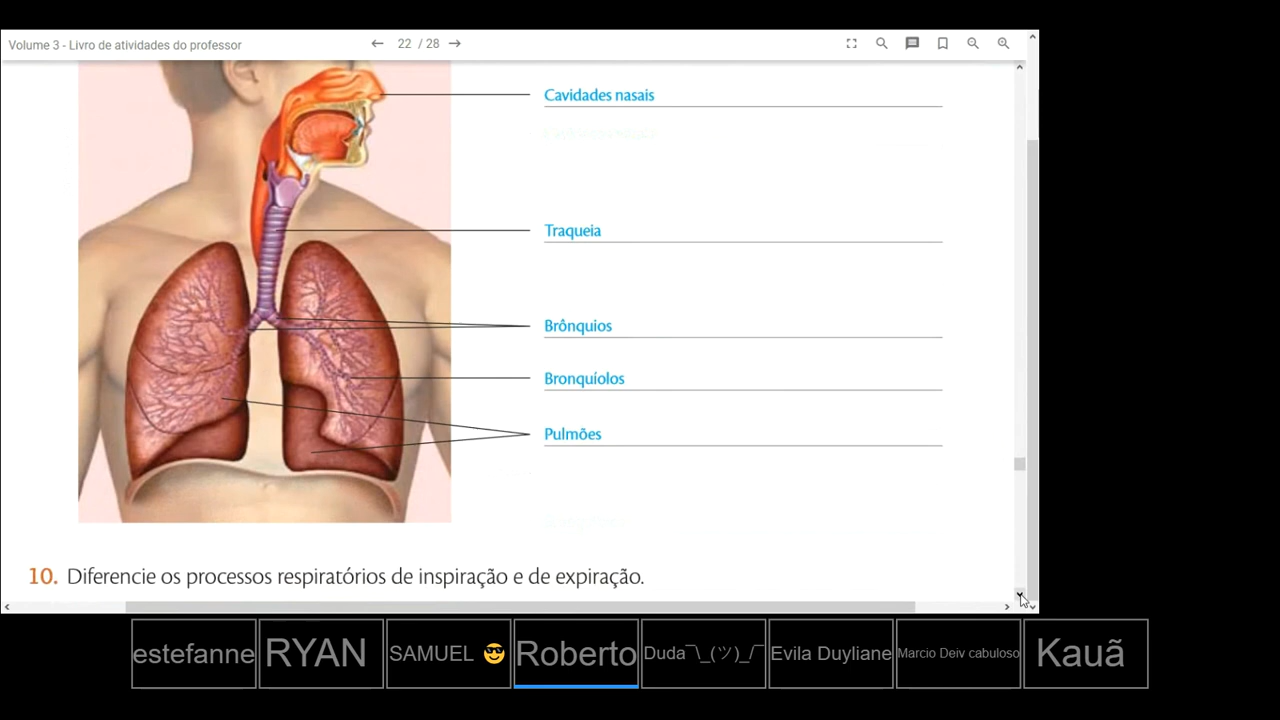 Volume 3 - Livro de atividades do professor
22 / 28
Cavidades nasais
Traqueia
Brônquios
Bronquíolos
Pulmões
10. Diferencie os processos respiratórios de inspiração e de expiração.
estefanne
RYAN
SAMUEL 😎
Roberto
Duda¯\_(ツ)_/¯
Evila Duyliane
Marcio Deiv cabuloso
Kauã